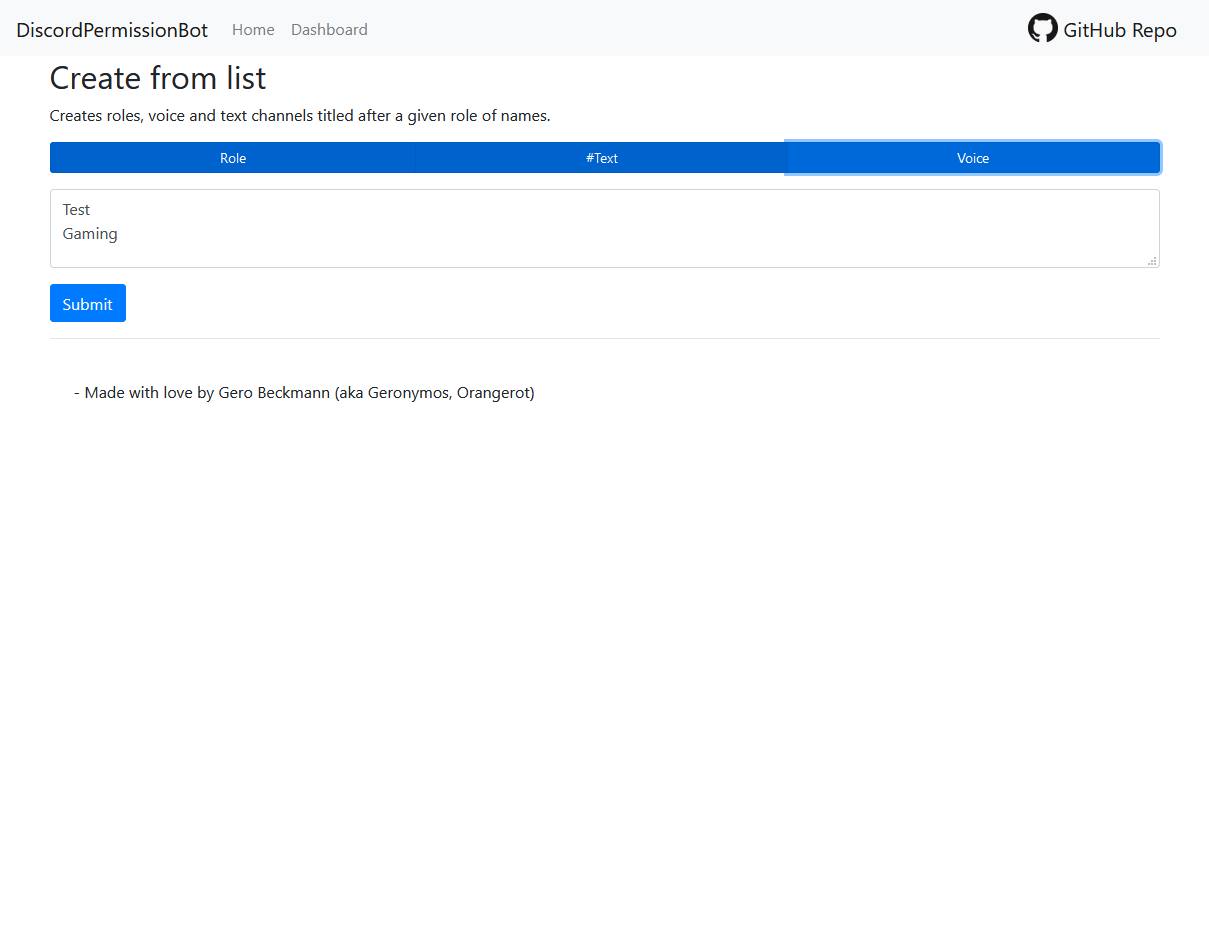 DiscordPermissionBot Home Dashboard GitHub Repo
Create from list
Creates roles, voice and text channels titled after a given role of names.
Role #Text Voice
Test
Gaming
Submit
- Made with love by Gero Beckmann (aka Geronymos, Orangerot)